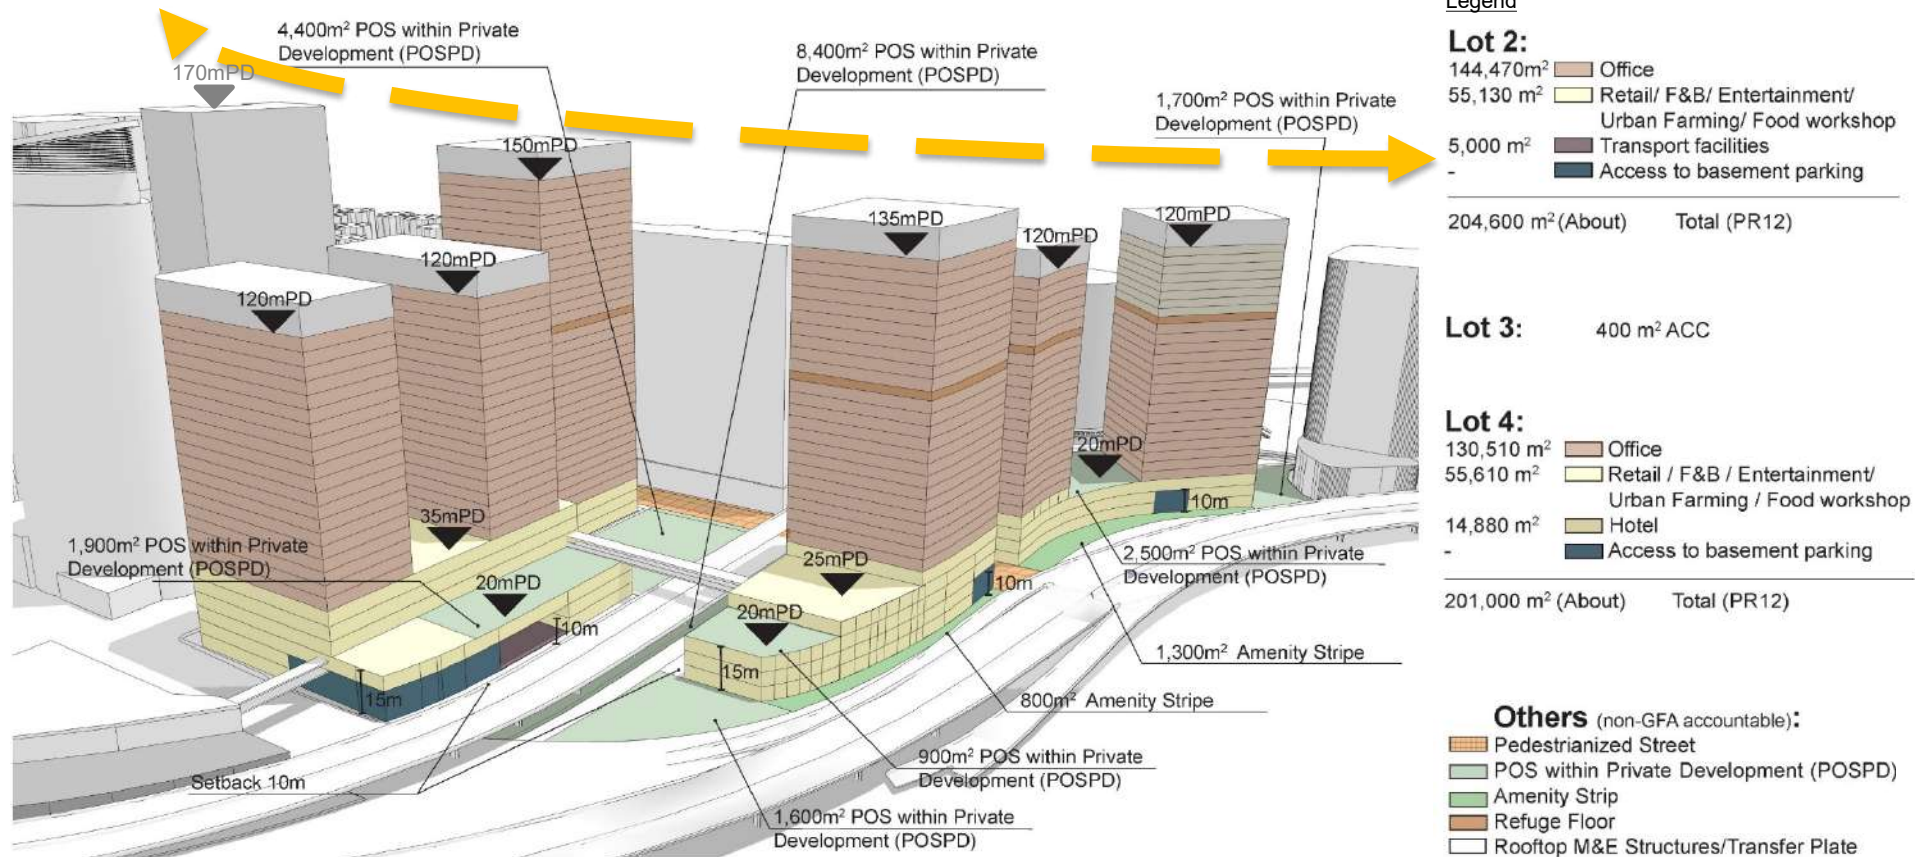 Legend
4,400m² POS within Private
Development (POSPD)
8,400m² POS within Private
Development (POSPD)
1,700m² POS within Private
Development (POSPD)
170mPD
150mPD
135mPD
120mPD
120mPD
120mPD
120mPD
20mPD
10m
35mPD
1,900m² POS within Private
Development (POSPD)
20mPD
25mPD
10m
2,500m² POS within Private
Development (POSPD)
20mPD
10m
15m
15m
1,300m² Amenity Stripe
800m² Amenity Stripe
900m² POS within Private
Development (POSPD)
Setback 10m
1,600m² POS within Private
Development (POSPD)
Lot 2:
144,470m² Office
55,130 m² Retail/ F&B/ Entertainment/
Urban Farming/ Food workshop
5,000 m² Transport facilities
- Access to basement parking
204,600 m² (About) Total (PR12)
Lot 3: 400 m² ACC
Lot 4:
130,510 m² Office
55,610 m² Retail / F&B / Entertainment/
Urban Farming / Food workshop
14,880 m² Hotel
- Access to basement parking
201,000 m² (About) Total (PR12)
Others (non-GFA accountable):
Pedestrianized Street
POS within Private Development (POSPD)
Amenity Strip
Refuge Floor
Rooftop M&E Structures/Transfer Plate